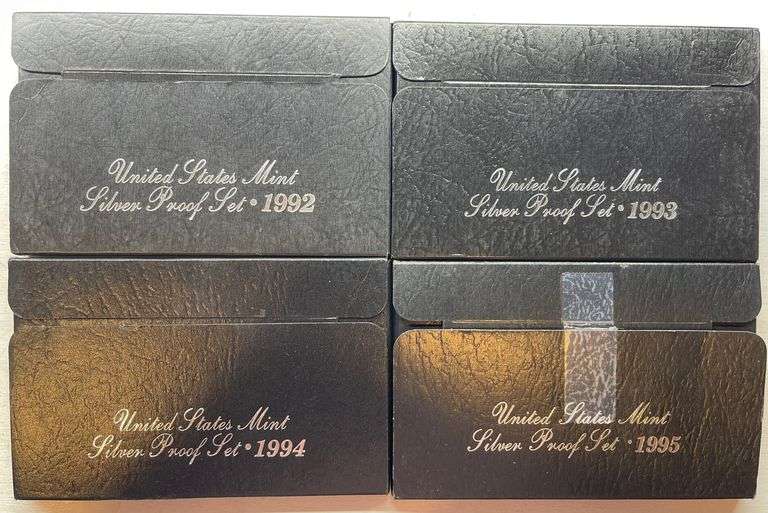 United States Mint
Silver Proof Set • 1992
United States Mint
Silver Proof Set • 1993
United States Mint
Silver Proof Set • 1994
United States Mint
Silver Proof Set • 1995